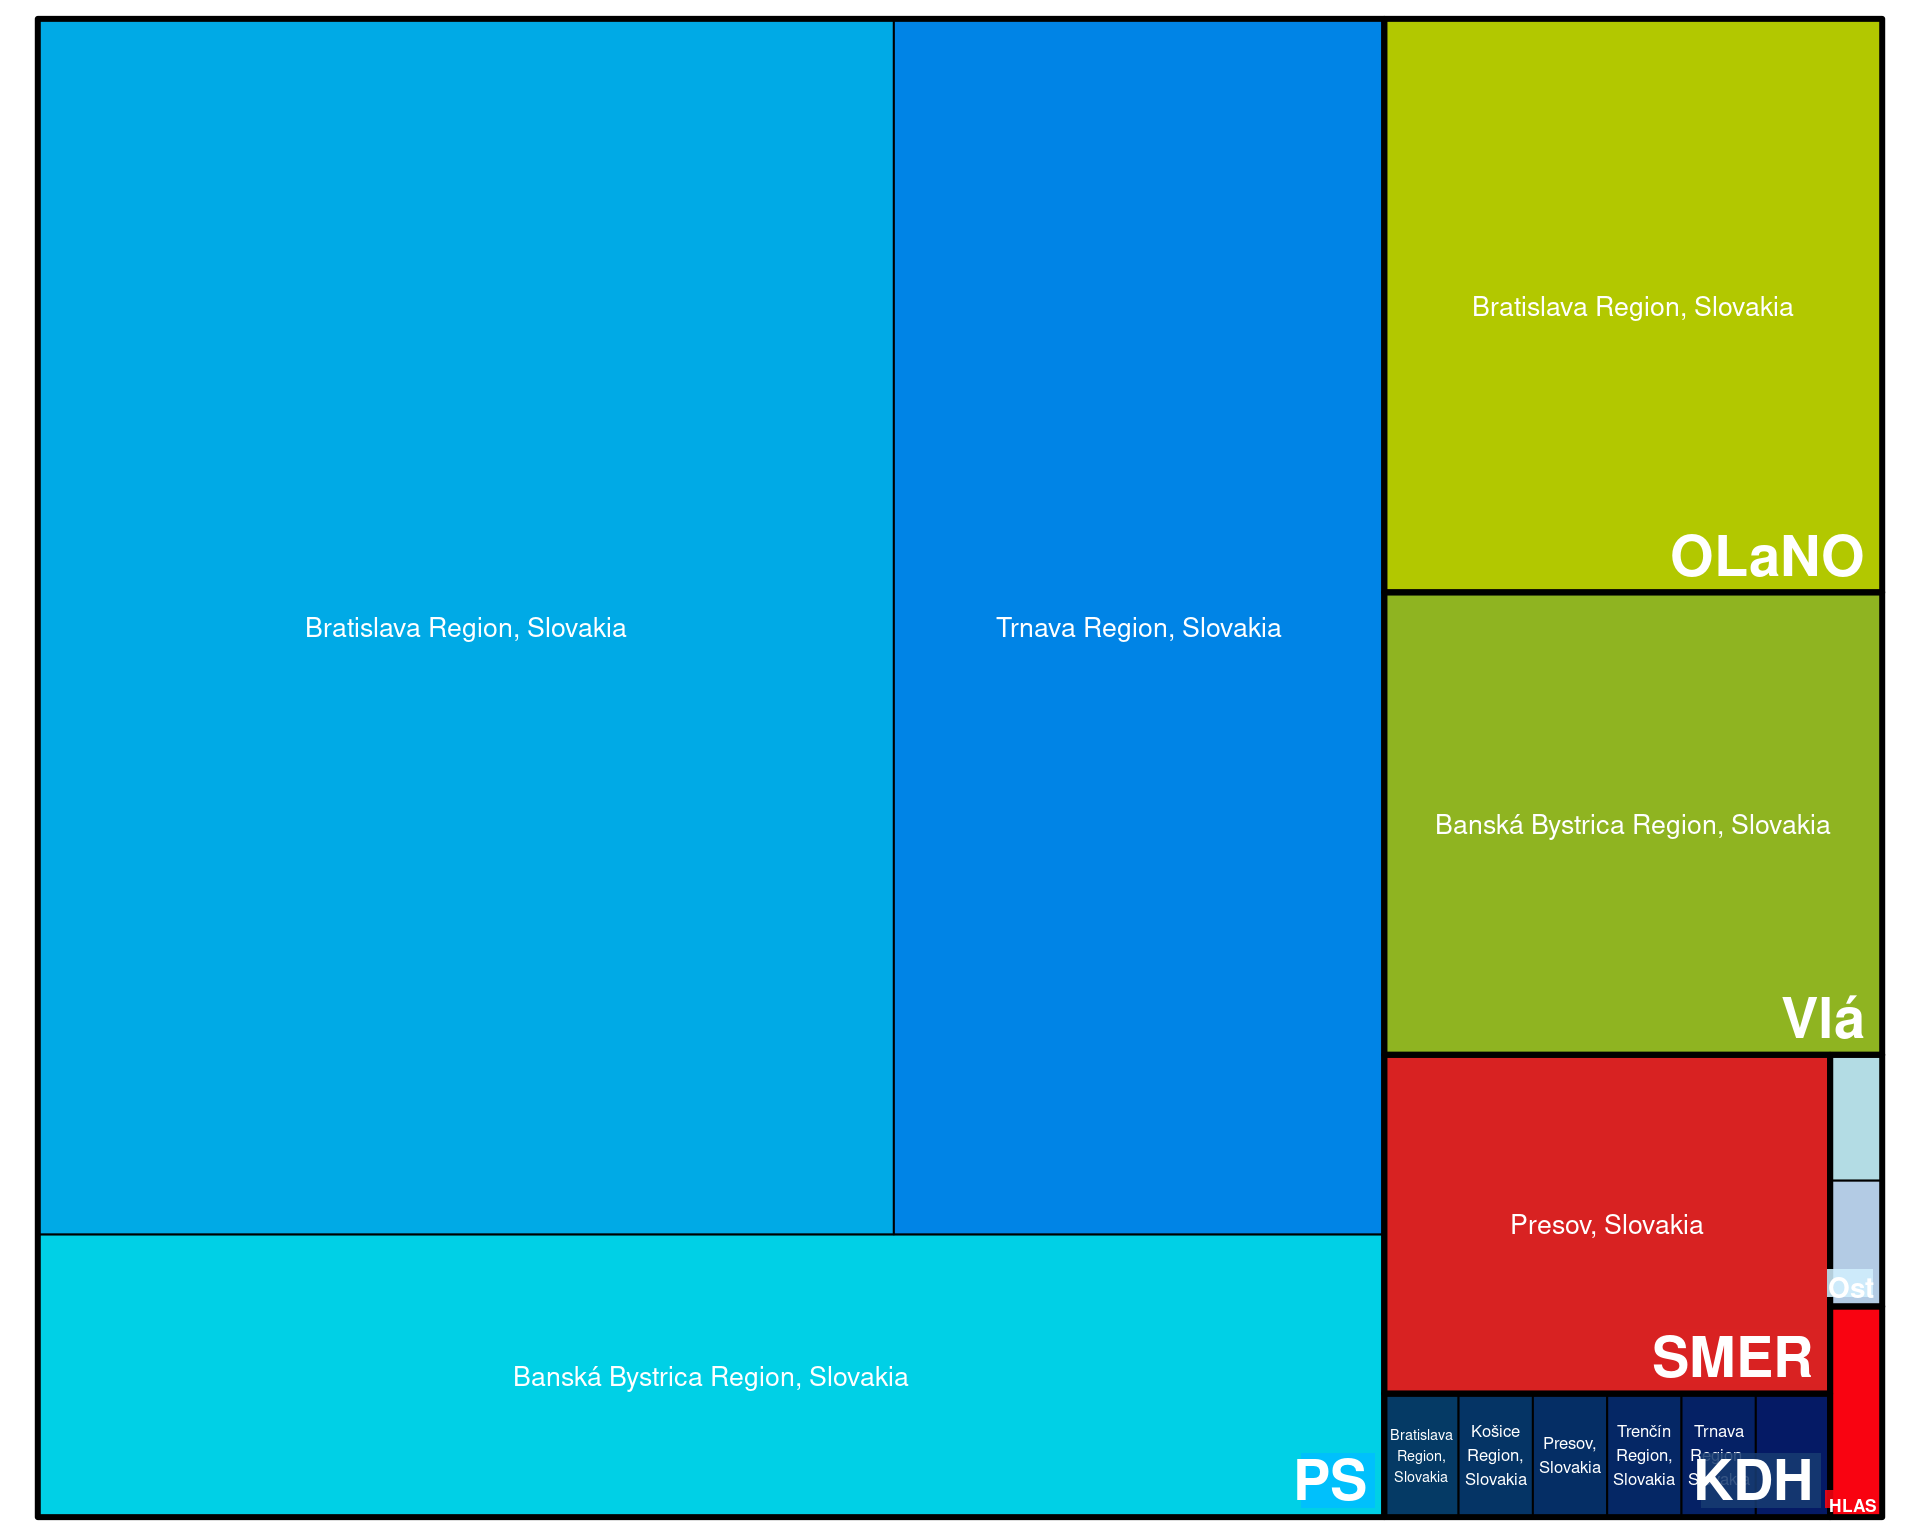 Bratislava Region, Slovakia
Trnava Region, Slovakia
Banská Bystrica Region, Slovakia
PS
Bratislava Region, Slovakia
OLaNO
Banská Bystrica Region, Slovakia
Vlá
Presov, Slovakia
SMER
Ost
Bratislava
Region,
Slovakia
Košice
Region,
Slovakia
Presov,
Slovakia
Trenčín
Region,
Slovakia
Trnava
Region,
KDH
HLAS